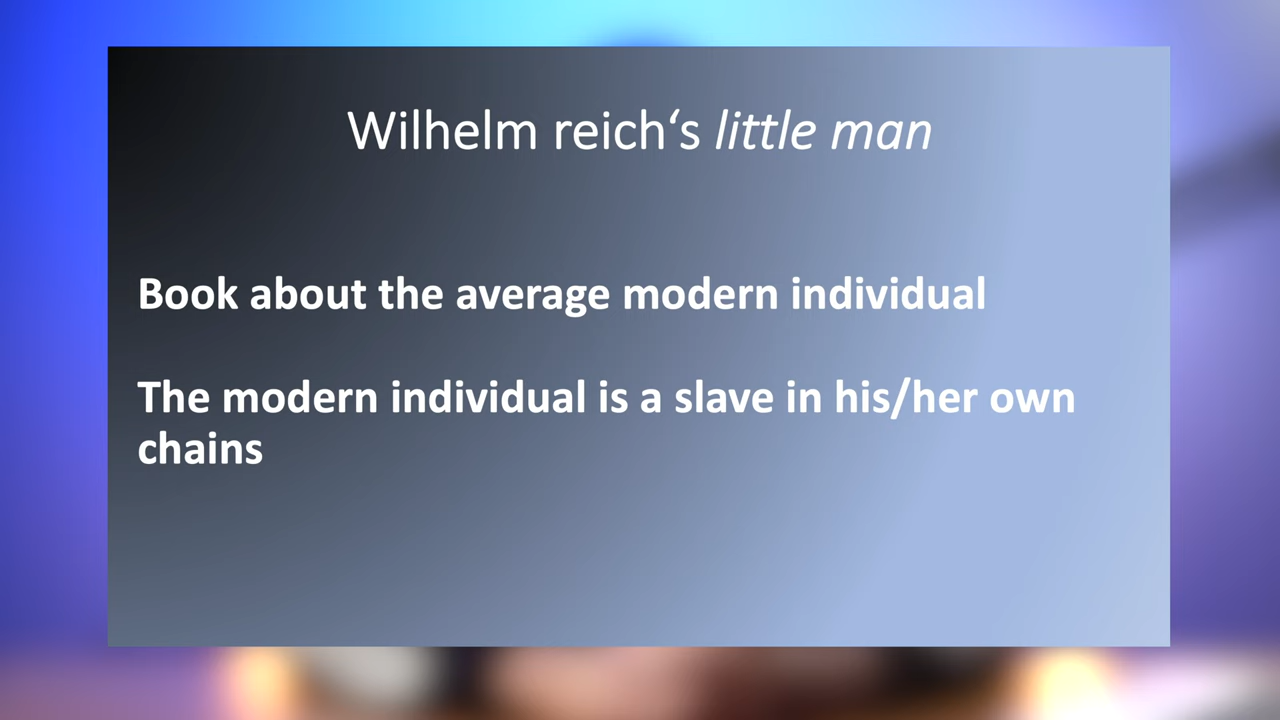 Wilhelm reich‘s little man
Book about the average modern individual
The modern individual is a slave in his/her own
chains